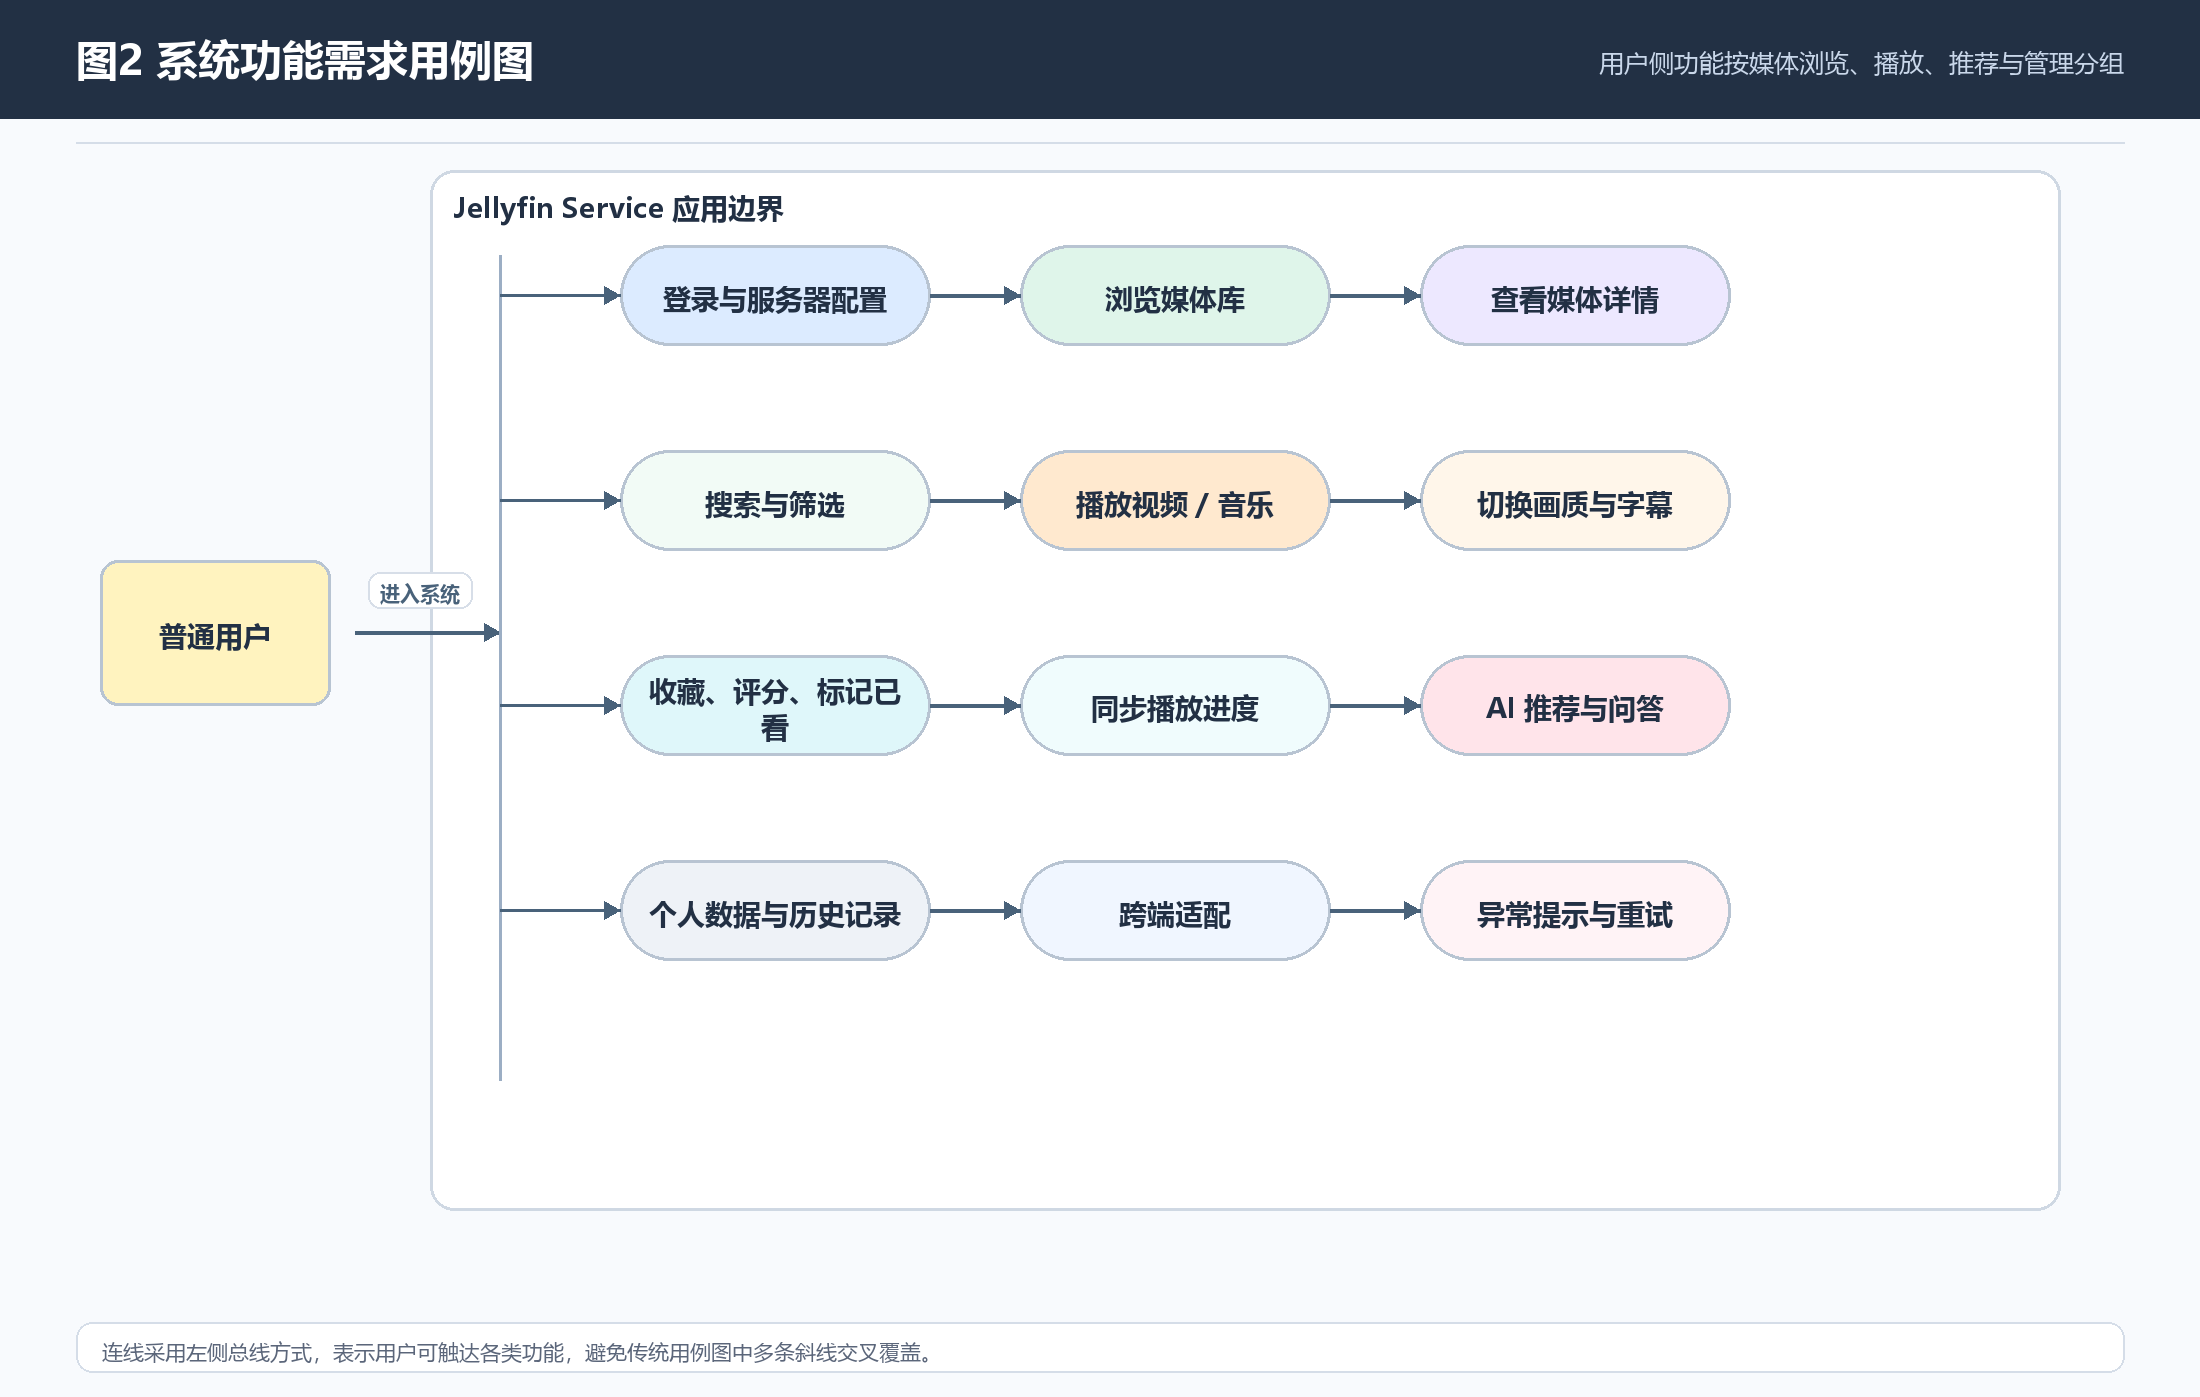 图2 系统功能需求用例图
用户侧功能按媒体浏览、播放、推荐与管理分组
Jellyfin Service 应用边界
登录与服务器配置
浏览媒体库
查看媒体详情
搜索与筛选
播放视频 / 音乐
切换画质与字幕
进入系统
普通用户
收藏、评分、标记已
看
同步播放进度
AI 推荐与问答
个人数据与历史记录
跨端适配
异常提示与重试
连线采用左侧总线方式，表示用户可触达各类功能，避免传统用例图中多条斜线交叉覆盖。